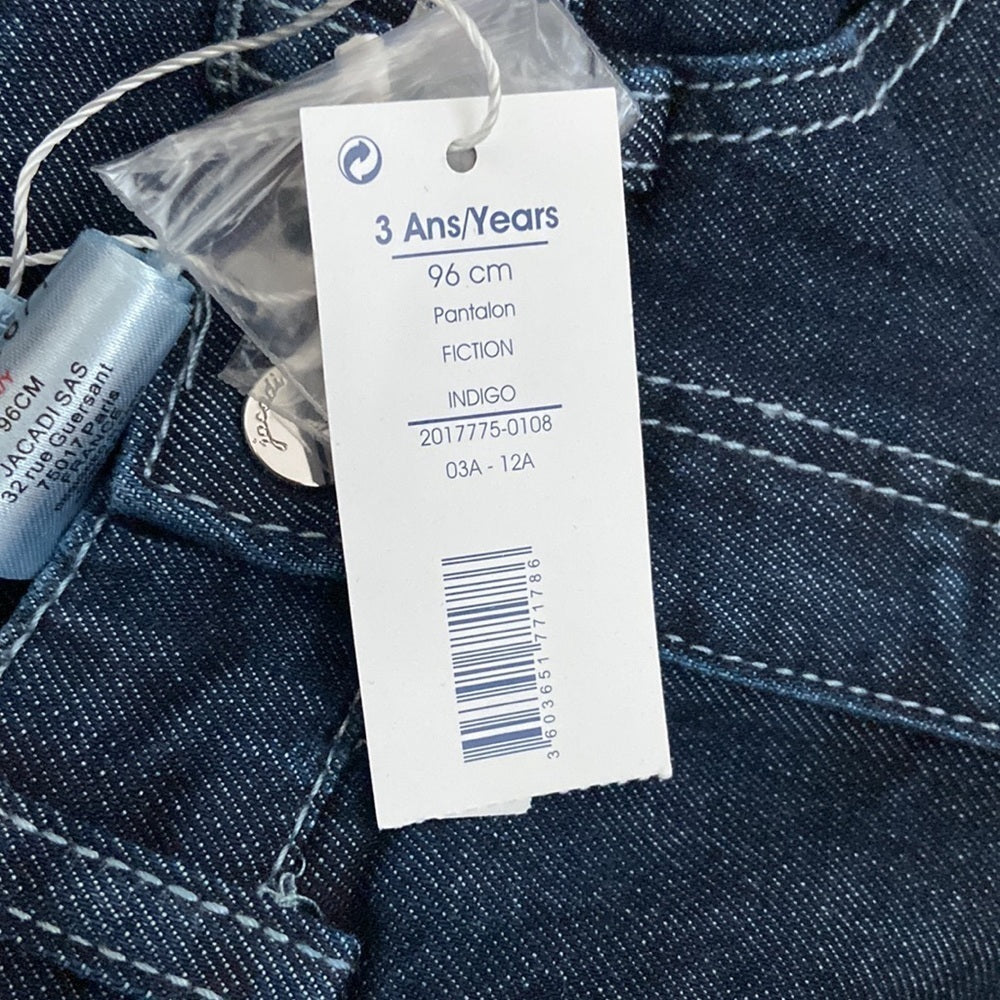 3 Ans/Years
96 cm
Pantalon
FICTION
INDIGO
2017775-0108
03A - 12A
3603651771786
jacadi
96CM
JACADI SAS
32 rue Guersant
75017 Paris
FRANCE